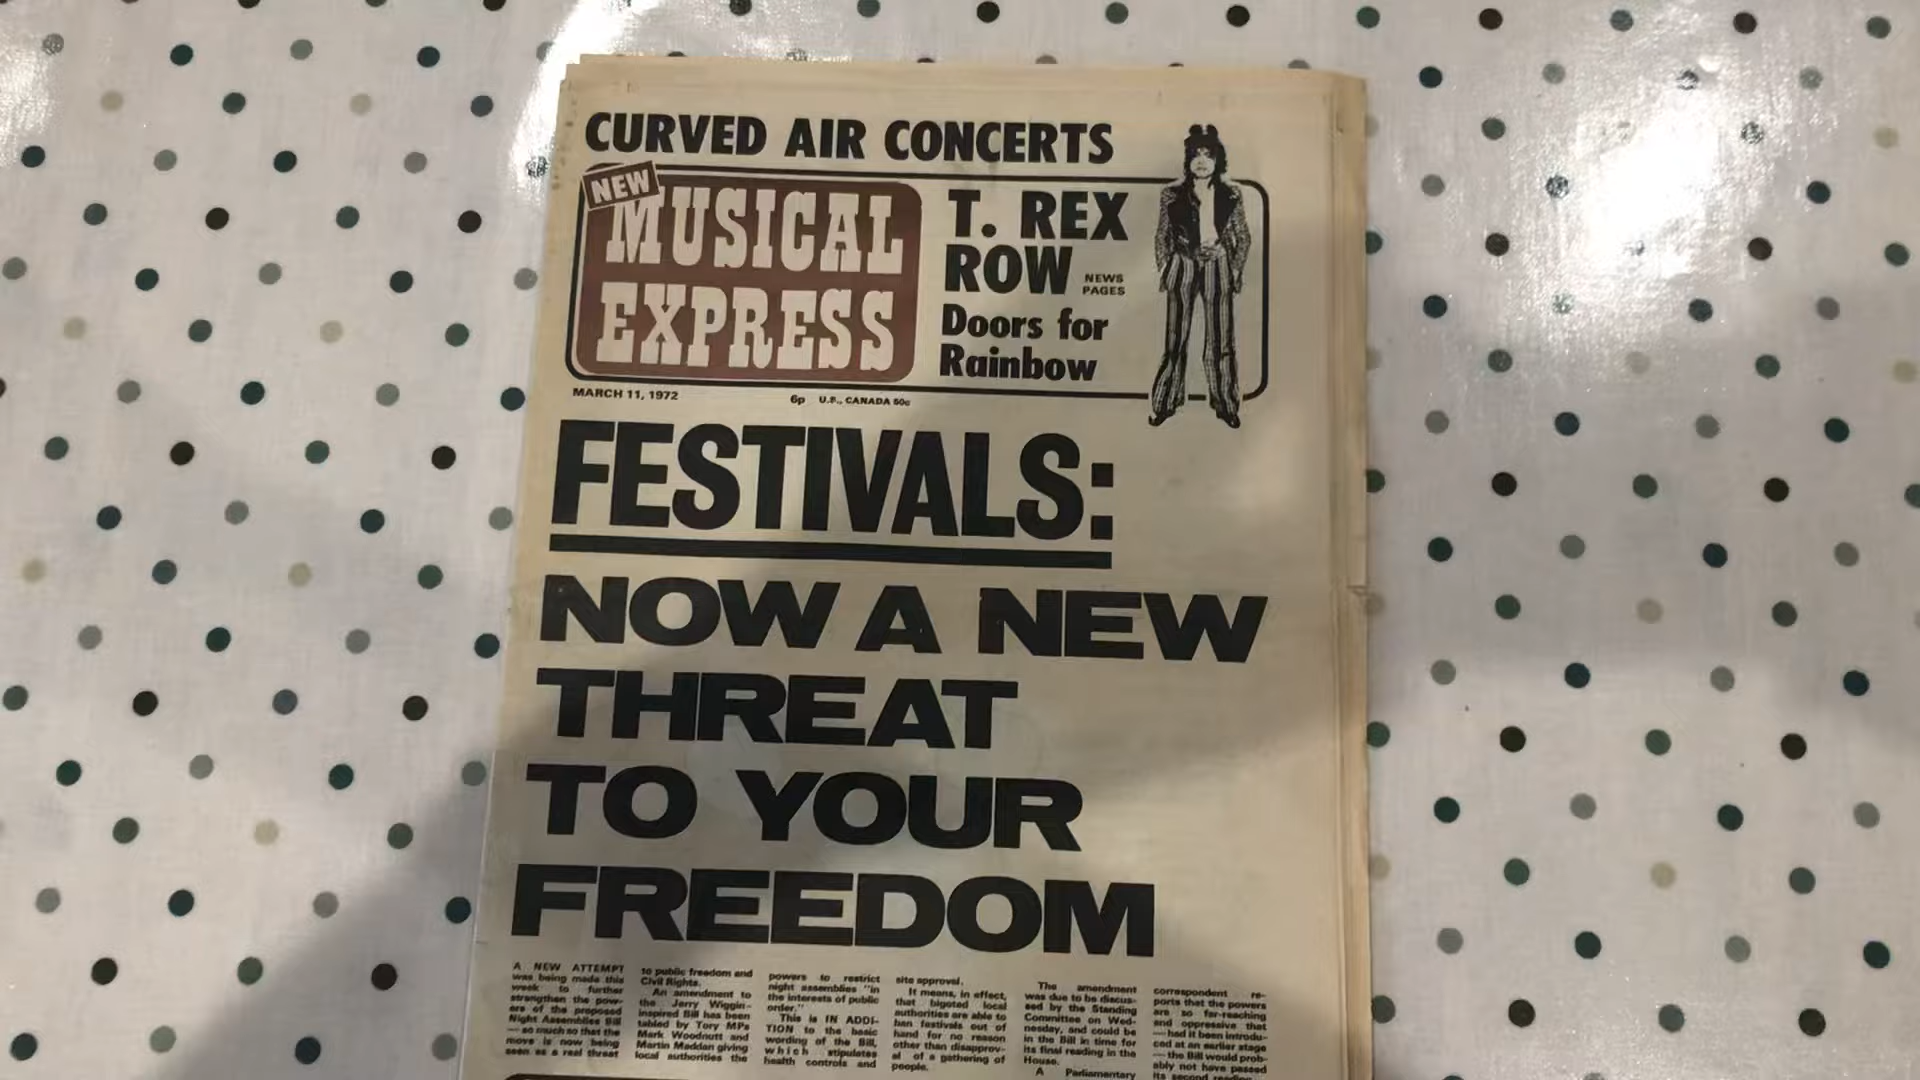 CURVED AIR CONCERTS
NEW
MUSICAL
EXPRESS
T. REX
ROW
NEWS
PAGES
Doors for
Rainbow
MARCH 11, 1972
6p U.S., CANADA 50c
FESTIVALS:
NOW A NEW
THREAT
TO YOUR
FREEDOM
A NEW ATTEMPT
was being made this
week to further
strengthen the pow-
ers of the proposed
Night Assemblies Bill
— so much so that the
move is now being
seen as a real threat
to public freedom and
Civil Rights.
An amendment to
the Jerry Wiggin-
inspired Bill has been
tabled by Tory MPs
Mark Woodnutt and
Martin Madden giving
local authorities the
powers to restrict
night assemblies "in
the interests of public
order."
This is IN ADDI-
TION to the basic
wording of the Bill,
which stipulates
health controls and
site approval.
It means, in effect,
that bigoted local
authorities are able to
ban festivals out of
hand for no reason
other than disapprov-
al of a gathering of
people.
The amendment
was due to be discus-
sed by the Standing
Committee on Wed-
nesday, and could be
in the Bill in time for
its final reading in the
House.
A Parliamentary
correspondent re-
ports that the powers
are so far-reaching
and oppressive that
— had it been introdu-
ced at an earlier stage
— the Bill would prob-
ably not have passed
its second reading